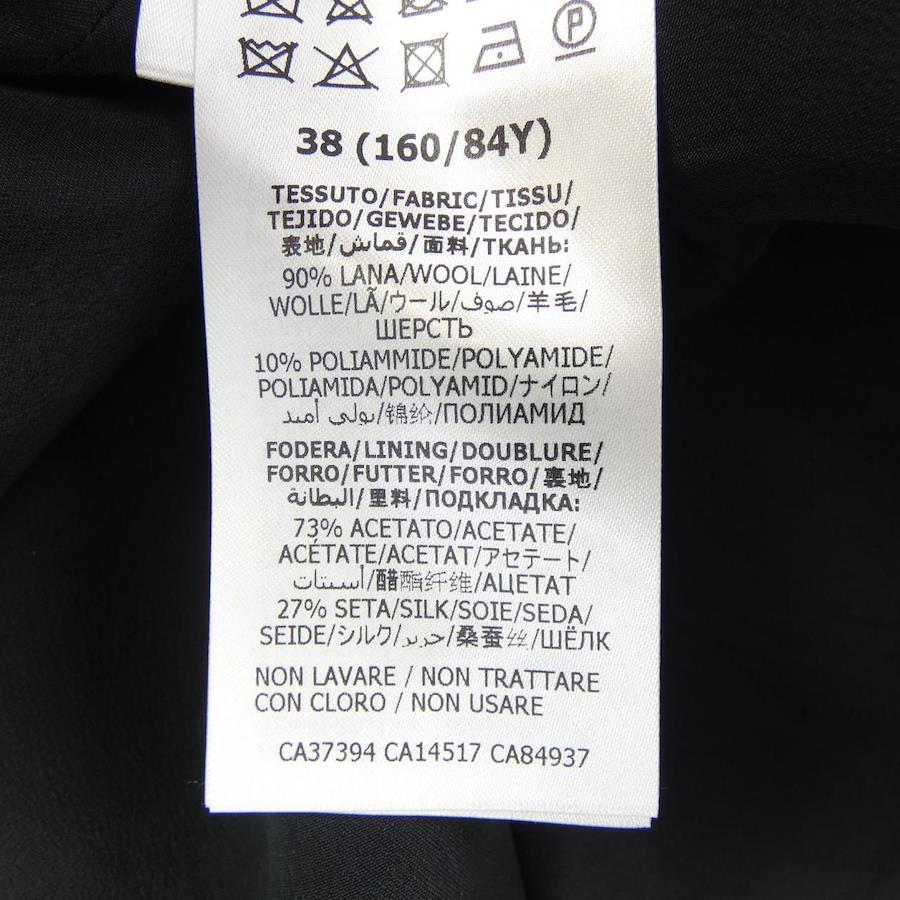 P
38 (160/84Y)
TESSUTO/FABRIC/TISSU/
TEJIDO/GEWEBE/TECIDO/
表地/قماش/面料/ТКАНЬ:
90% LANA/WOOL/LAINE/
WOLLE/LÃ/ウール/صوف/羊毛/
ШЕРСТЬ
10% POLIAMMIDE/POLYAMIDE/
POLIAMIDA/POLYAMID/ナイロン/
بولي أميد/锦纶/ПОЛИАМИД
FODERA/LINING/DOUBLURE/
FORRO/FUTTER/FORRO/裏地/
البطانة/里料/ПОДКЛАДКА:
73% ACETATO/ACETATE/
ACÉTATE/ACETAT/アセテート/
أستات/醋酯纤维/АЦЕТАТ
27% SETA/SILK/SOIE/SEDA/
SEIDE/シルク/حرير/桑蚕丝/ШЁЛК
NON LAVARE / NON TRATTARE
CON CLORO / NON USARE
CA37394 CA14517 CA84937